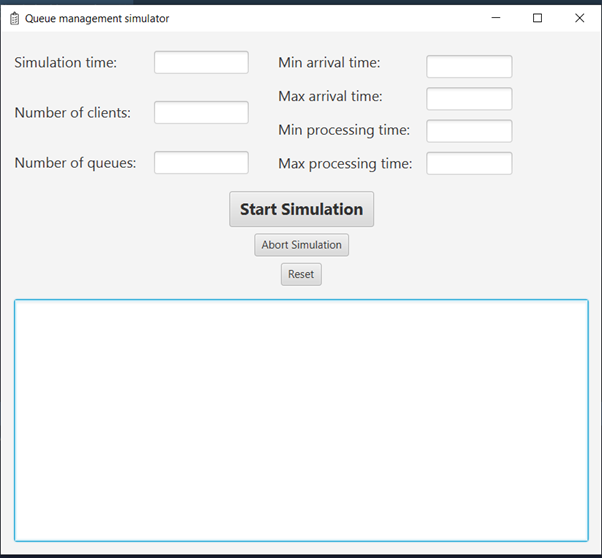 Queue management simulator
Simulation time:
Number of clients:
Number of queues:
Min arrival time:
Max arrival time:
Min processing time:
Max processing time:
Start Simulation
Abort Simulation
Reset